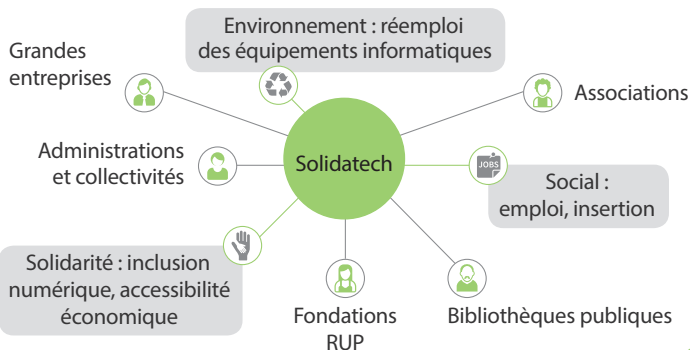 Environnement : réemploi
des équipements informatiques
Grandes
entreprises
Associations
Administrations
et collectivités
Solidatech
JOBS
Social :
emploi, insertion
Solidarité : inclusion
numérique, accessibilité
économique
Fondations
RUP
Bibliothèques publiques